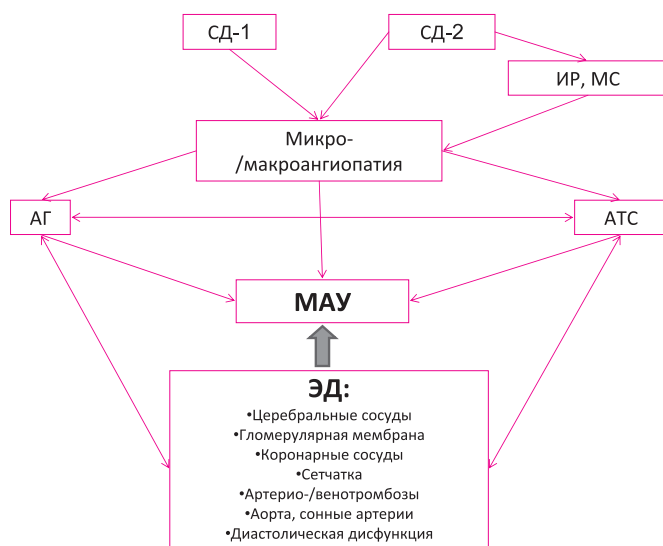 СД-1
СД-2
ИР, МС
Микро-
/макроангиопатия
АГ
АТС
МАУ
ЭД:
•Церебральные сосуды
•Гломерулярная мембрана
•Коронарные сосуды
•Сетчатка
•Артерио-/венотромбозы
•Аорта, сонные артерии
•Диастолическая дисфункция